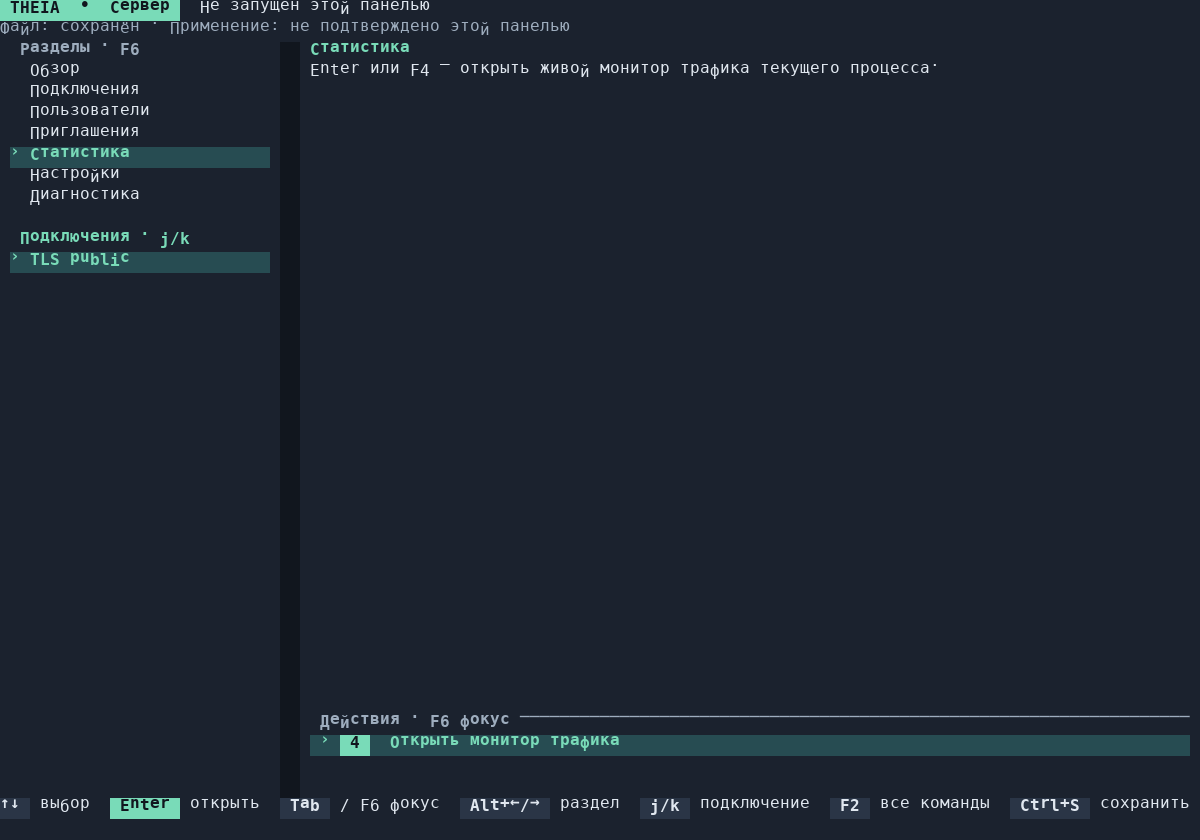 THEIA • Сервер Не запущен этой панелью
Файл: сохранён · Применение: не подтверждено этой панелью
Разделы · F6
Обзор
Подключения
Пользователи
Приглашения
› Статистика
Настройки
Диагностика
Подключения · j/k
› TLS public
Статистика
Enter или F4 — открыть живой монитор трафика текущего процесса.
Действия · F6 фокус
› 4 Открыть монитор трафика
↑↓ выбор Enter открыть Tab / F6 фокус Alt+←/→ раздел j/k подключение F2 все команды Ctrl+S сохранить